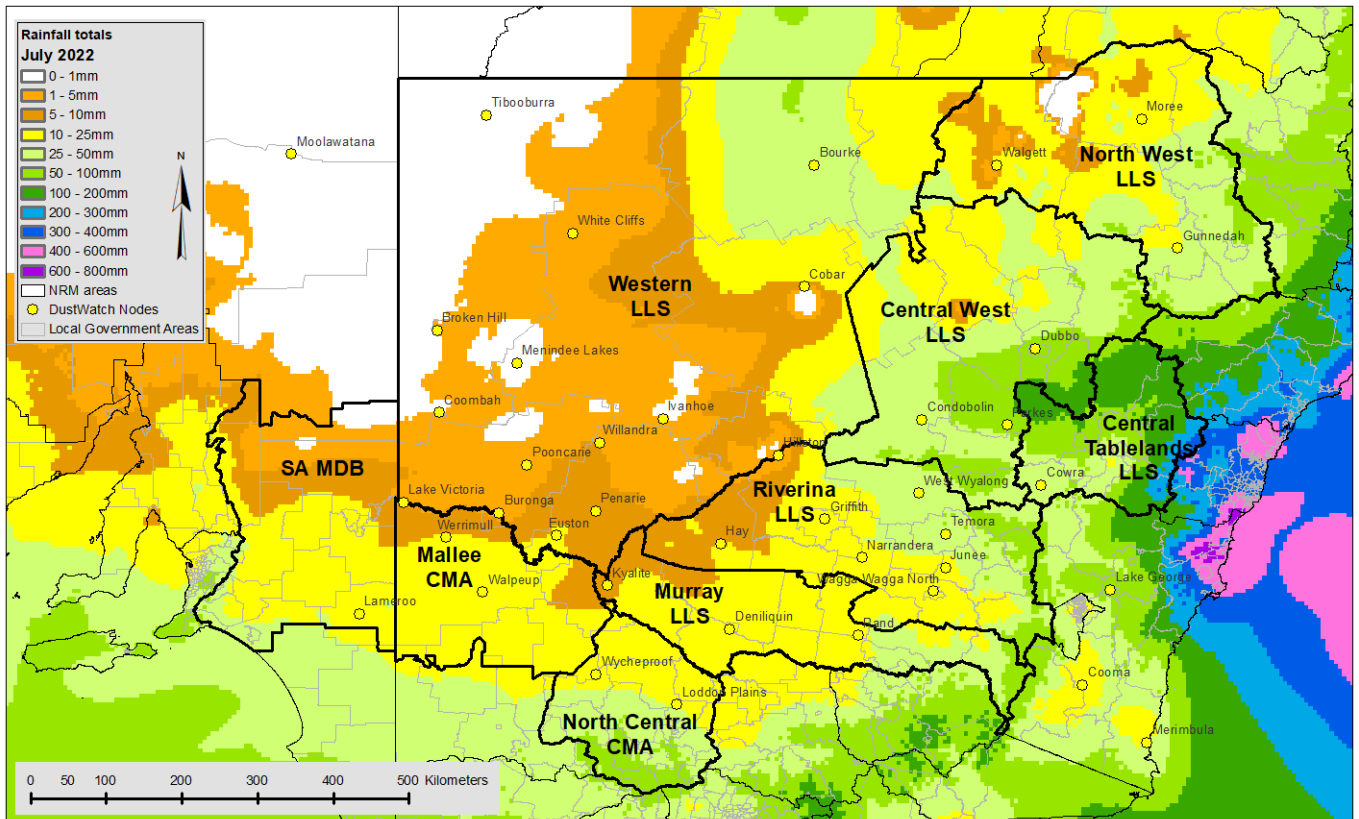 Rainfall totals
July 2022
0 - 1mm
1 - 5mm
5 - 10mm
10 - 25mm
25 - 50mm
50 - 100mm
100 - 200mm
200 - 300mm
300 - 400mm
400 - 600mm
600 - 800mm
NRM areas
DustWatch Nodes
Local Government Areas
N
Moolawatana
Tibooburra
Bourke
Walgett
Moree
North West
LLS
Gunnedah
White Cliffs
Western
LLS
Cobar
Central West
LLS
Dubbo
Broken Hill
Menindee Lakes
Coombah
Ivanhoe
Willandra
Pooncarie
Hillston
Condobolin
Parkes
Central
Tablelands
LLS
Cowra
SA MDB
Lake Victoria
Buronga
Penarie
Riverina
LLS
Griffith
West Wyalong
Temora
Werrimull
Euston
Hay
Narrandera
Junee
Mallee
CMA
Walpeup
Kyalite
Murray
LLS
Wagga Wagga North
Lake George
Lameroo
Deniliquin
Rand
Wycheproof
Loddon Plains
Cooma
North Central
CMA
Merimbula
0 50 100 200 300 400 500 Kilometers